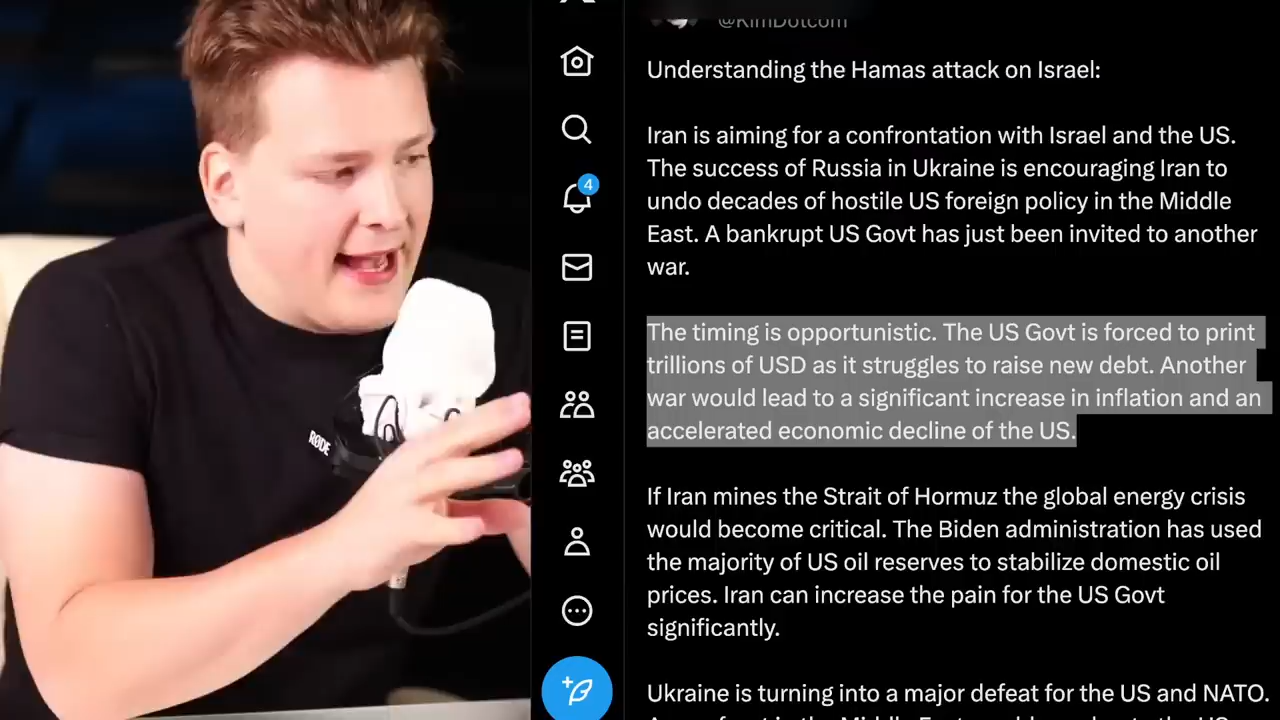 @KimDotcom
Understanding the Hamas attack on Israel:
Iran is aiming for a confrontation with Israel and the US.
The success of Russia in Ukraine is encouraging Iran to
undo decades of hostile US foreign policy in the Middle
East. A bankrupt US Govt has just been invited to another
war.
The timing is opportunistic. The US Govt is forced to print
trillions of USD as it struggles to raise new debt. Another
war would lead to a significant increase in inflation and an
accelerated economic decline of the US.
If Iran mines the Strait of Hormuz the global energy crisis
would become critical. The Biden administration has used
the majority of US oil reserves to stabilize domestic oil
prices. Iran can increase the pain for the US Govt
significantly.
Ukraine is turning into a major defeat for the US and NATO.
4
RØDE